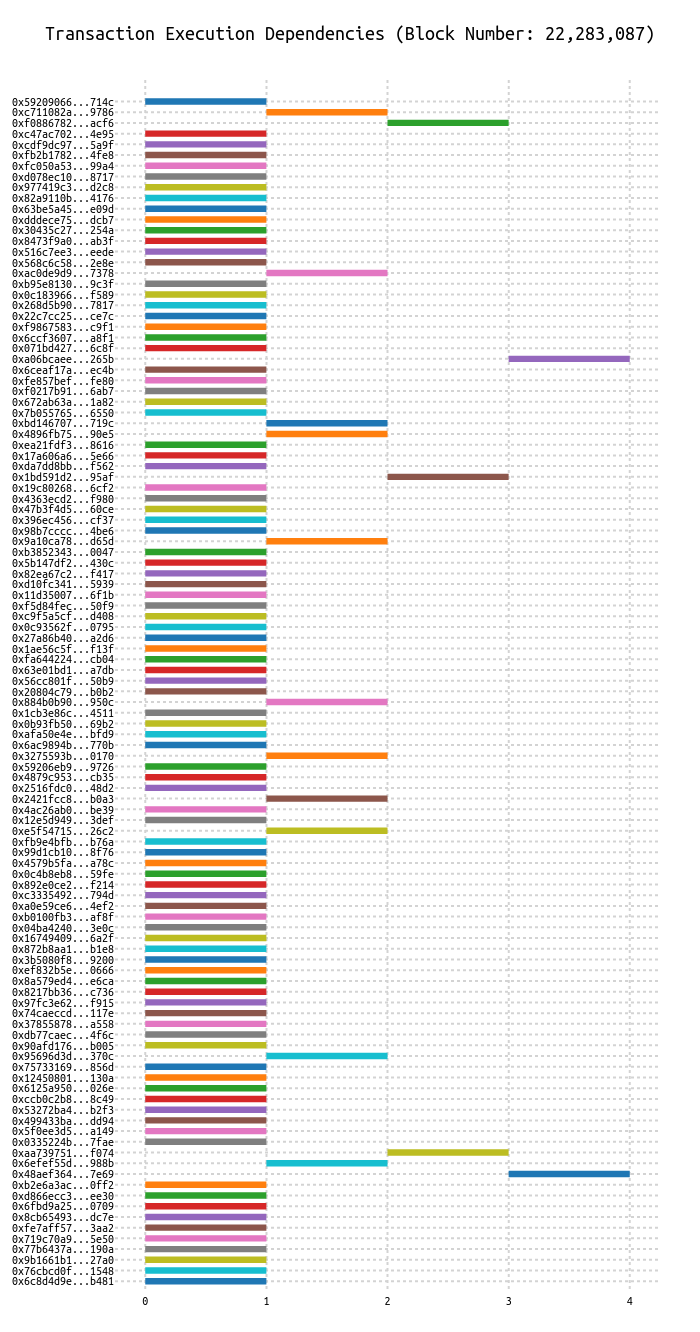 Transaction Execution Dependencies (Block Number: 22,283,087)
0x59209066...714c
0xc711082a...9786
0xf0886782...acf6
0xc47ac702...4e95
0xcdf9dc97...5a9f
0xfb2b1782...4fe8
0xfc050a53...99a4
0xd078ec10...8717
0x977419c3...d2c8
0x82a9110b...4176
0x63be5a45...e09d
0xdddece75...dcb7
0x30435c27...254a
0x8473f9a0...ab3f
0x516c7ee3...eede
0x568c6c58...2e8e
0xac0de9d9...7378
0xb95e8130...9c3f
0x0c183966...f589
0x268d5b90...7817
0x22c7cc25...ce7c
0xf9867583...c9f1
0x6ccf3607...a8f1
0x071bd427...6c8f
0xa06bcaee...265b
0x6ceaf17a...ec4b
0xfe857bef...fe80
0xf0217b91...6ab7
0x672ab63a...1a82
0x7b055765...6550
0xbd146707...719c
0x4896fb75...90e5
0xea21fdf3...8616
0x17a606a6...5e66
0xda7dd8bb...f562
0x1bd591d2...95af
0x19c80268...6cf2
0x4363ecd2...f980
0x47b3f4d5...60ce
0x396ec456...cf37
0x98b7cccc...4be6
0x9a10ca78...d65d
0xb3852343...0047
0x5b147df2...430c
0x82ea67c2...f417
0xd10fc341...5939
0x11d35007...6f1b
0xf5d84fec...50f9
0xc9f5a5cf...d408
0x0c93562f...0795
0x27a86b40...a2d6
0x1ae56c5f...f13f
0xfa644224...cb04
0x63e01bd1...a7db
0x56cc801f...50b9
0x20804c79...b0b2
0x884b0b90...950c
0x1cb3e86c...4511
0x0b93fb50...69b2
0xafa50e4e...bfd9
0x6ac9894b...770b
0x3275593b...0170
0x59206eb9...9726
0x4879c953...cb35
0x2516fdc0...48d2
0x2421fcc8...b0a3
0x4ac26ab0...be39
0x12e5d949...3def
0xe5f54715...26c2
0xfb9e4bfb...b76a
0x99d1cb10...8f76
0x4579b5fa...a78c
0x0c4b8eb8...59fe
0x892e0ce2...f214
0xc3335492...794d
0xa0e59ce6...4ef2
0xb0100fb3...af8f
0x04ba4240...3e0c
0x16749409...6a2f
0x872b8aa1...b1e8
0x3b5080f8...9200
0xef832b5e...0666
0x8a579ed4...e6ca
0x8217bb36...c736
0x97fc3e62...f915
0x74caeccd...117e
0x37855878...a558
0xdb77caec...4f6c
0x90afd176...b005
0x95696d3d...370c
0x75733169...856d
0x12450801...130a
0x6125a950...026e
0xccb0c2b8...8c49
0x53272ba4...b2f3
0x499433ba...dd94
0x5f0ee3d5...a149
0x0335224b...7fae
0xaa739751...f074
0x6efef55d...988b
0x48aef364...7e69
0xb2e6a3ac...0ff2
0xd866ecc3...ee30
0x6fbd9a25...0709
0x8cb65493...dc7e
0xfe7aff57...3aa2
0x719c70a9...5e50
0x77b6437a...190a
0x9b1661b1...27a0
0x76cbcd0f...1548
0x6c8d4d9e...b481
0 1 2 3 4